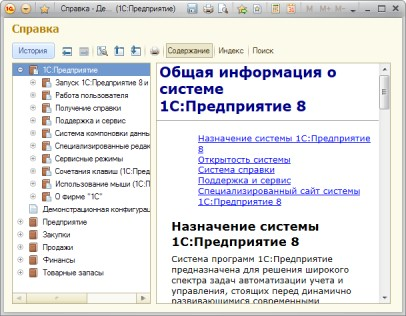 Справка - Де... (1С:Предприятие)
M M+ M-
Справка
История
Содержание Индекс Поиск
1С:Предприятие
Запуск 1С:Предприятие 8 и
Работа пользователя
Получение справки
Поддержка и сервис
Система компоновки данны
Специализированные редак
Сервисные режимы
Сочетания клавиш (1С:Пред
Использование мыши (1С:П
О фирме "1С"
Демонстрационная конфигурац
Предприятие
Закупки
Продажи
Финансы
Товарные запасы
Общая информация о
системе
1С:Предприятие 8
Назначение системы 1С:Предприятие
8
Открытость системы
Система справки
Поддержка и сервис
Специализированный сайт системы
1С:Предприятие 8
Назначение системы
1С:Предприятие 8
Система программ 1С:Предприятие
предназначена для решения широкого
спектра задач автоматизации учета и
управления, стоящих перед динамично
развивающимися современными